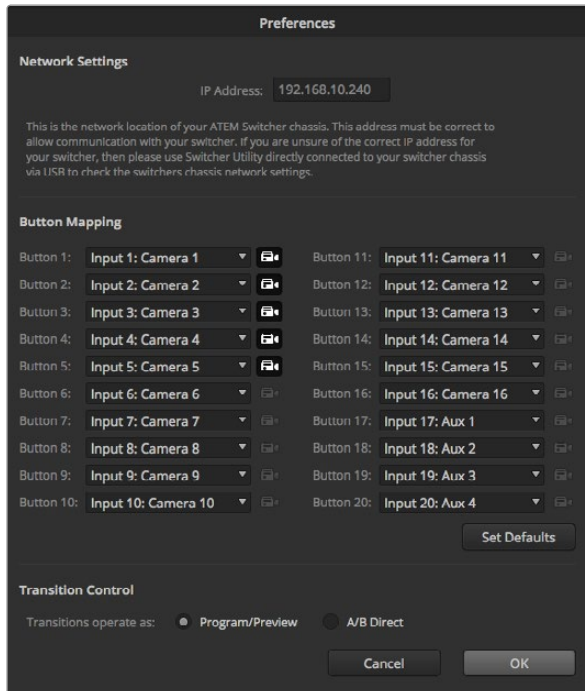 Preferences
Network Settings
IP Address: 192.168.10.240
This is the network location of your ATEM Switcher chassis. This address must be correct to
allow communication with your switcher. If you are unsure of the correct IP address for
your switcher, then please use Switcher Utility directly connected to your switcher chassis
via USB to check the switchers chassis network settings.
Button Mapping
Button 1: Input 1: Camera 1
Button 2: Input 2: Camera 2
Button 3: Input 3: Camera 3
Button 4: Input 4: Camera 4
Button 5: Input 5: Camera 5
Button 6: Input 6: Camera 6
Button 7: Input 7: Camera 7
Button 8: Input 8: Camera 8
Button 9: Input 9: Camera 9
Button 10: Input 10: Camera 10
Button 11: Input 11: Camera 11
Button 12: Input 12: Camera 12
Button 13: Input 13: Camera 13
Button 14: Input 14: Camera 14
Button 15: Input 15: Camera 15
Button 16: Input 16: Camera 16
Button 17: Input 17: Aux 1
Button 18: Input 18: Aux 2
Button 19: Input 19: Aux 3
Button 20: Input 20: Aux 4
Set Defaults
Transition Control
Transitions operate as: Program/Preview A/B Direct
Cancel OK